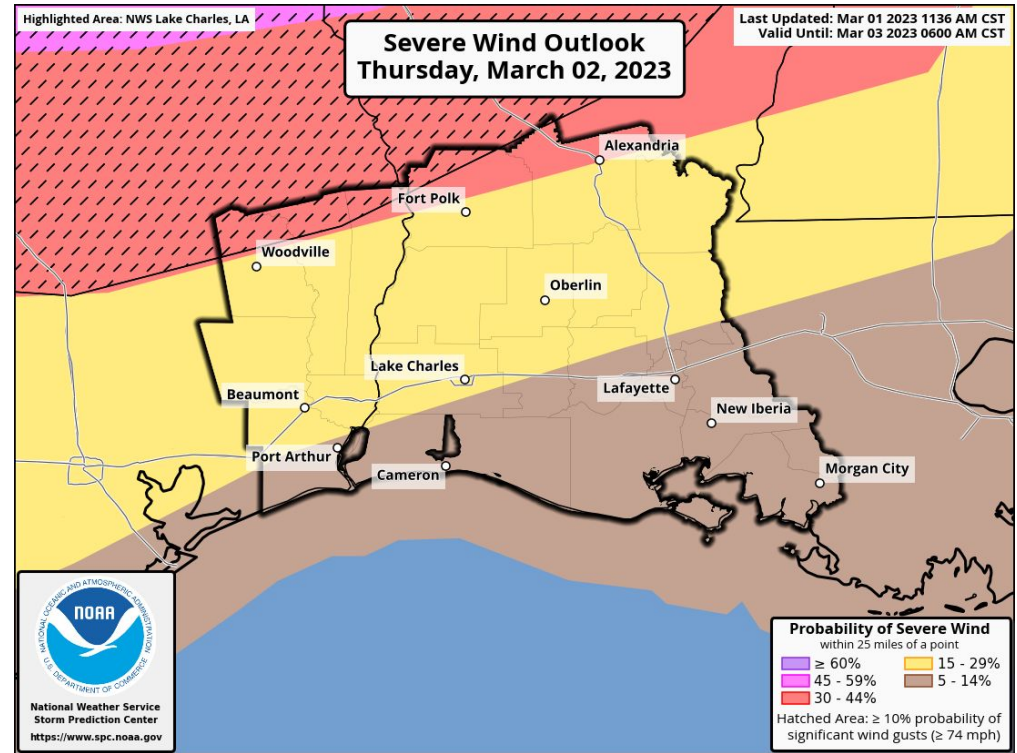 Highlighted Area: NWS Lake Charles, LA
Severe Wind Outlook
Thursday, March 02, 2023
Last Updated: Mar 01 2023 1136 AM CST
Valid Until: Mar 03 2023 0600 AM CST
Alexandria
Fort Polk
Woodville
Oberlin
Lake Charles
Lafayette
Beaumont
New Iberia
Port Arthur
Cameron
Morgan City
NATIONAL OCEANIC AND ATMOSPHERIC ADMINISTRATION
NOAA
U.S. DEPARTMENT OF COMMERCE
National Weather Service
Storm Prediction Center
https://www.spc.noaa.gov
Probability of Severe Wind
within 25 miles of a point
≥ 60%
15 - 29%
45 - 59%
5 - 14%
30 - 44%
Hatched Area: ≥ 10% probability of
significant wind gusts (≥ 74 mph)